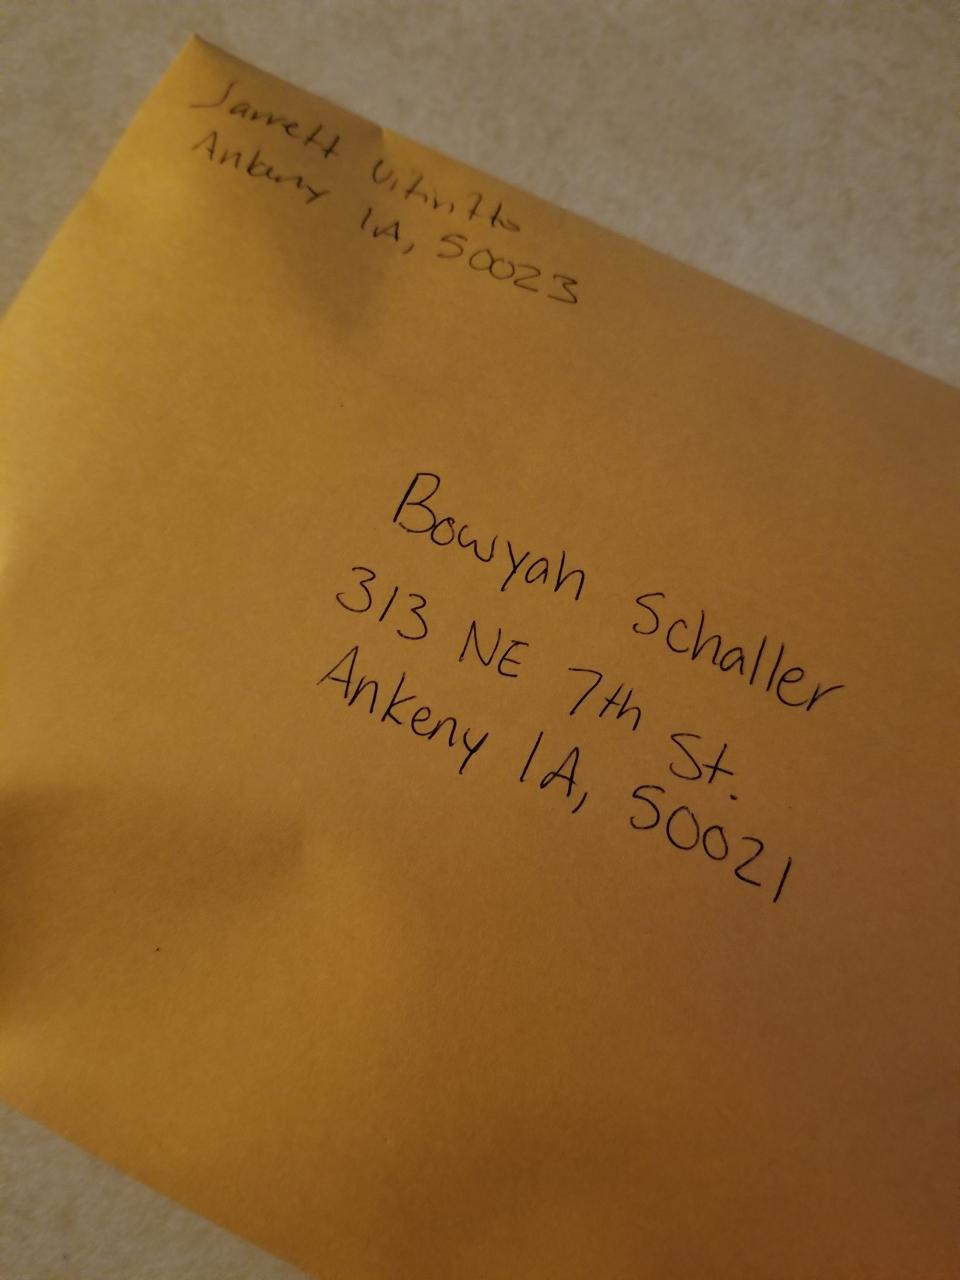 Jarrett
Ankeny IA, 50023
Bowyah Schaller
313 NE 7th St.
Ankeny IA, 50021